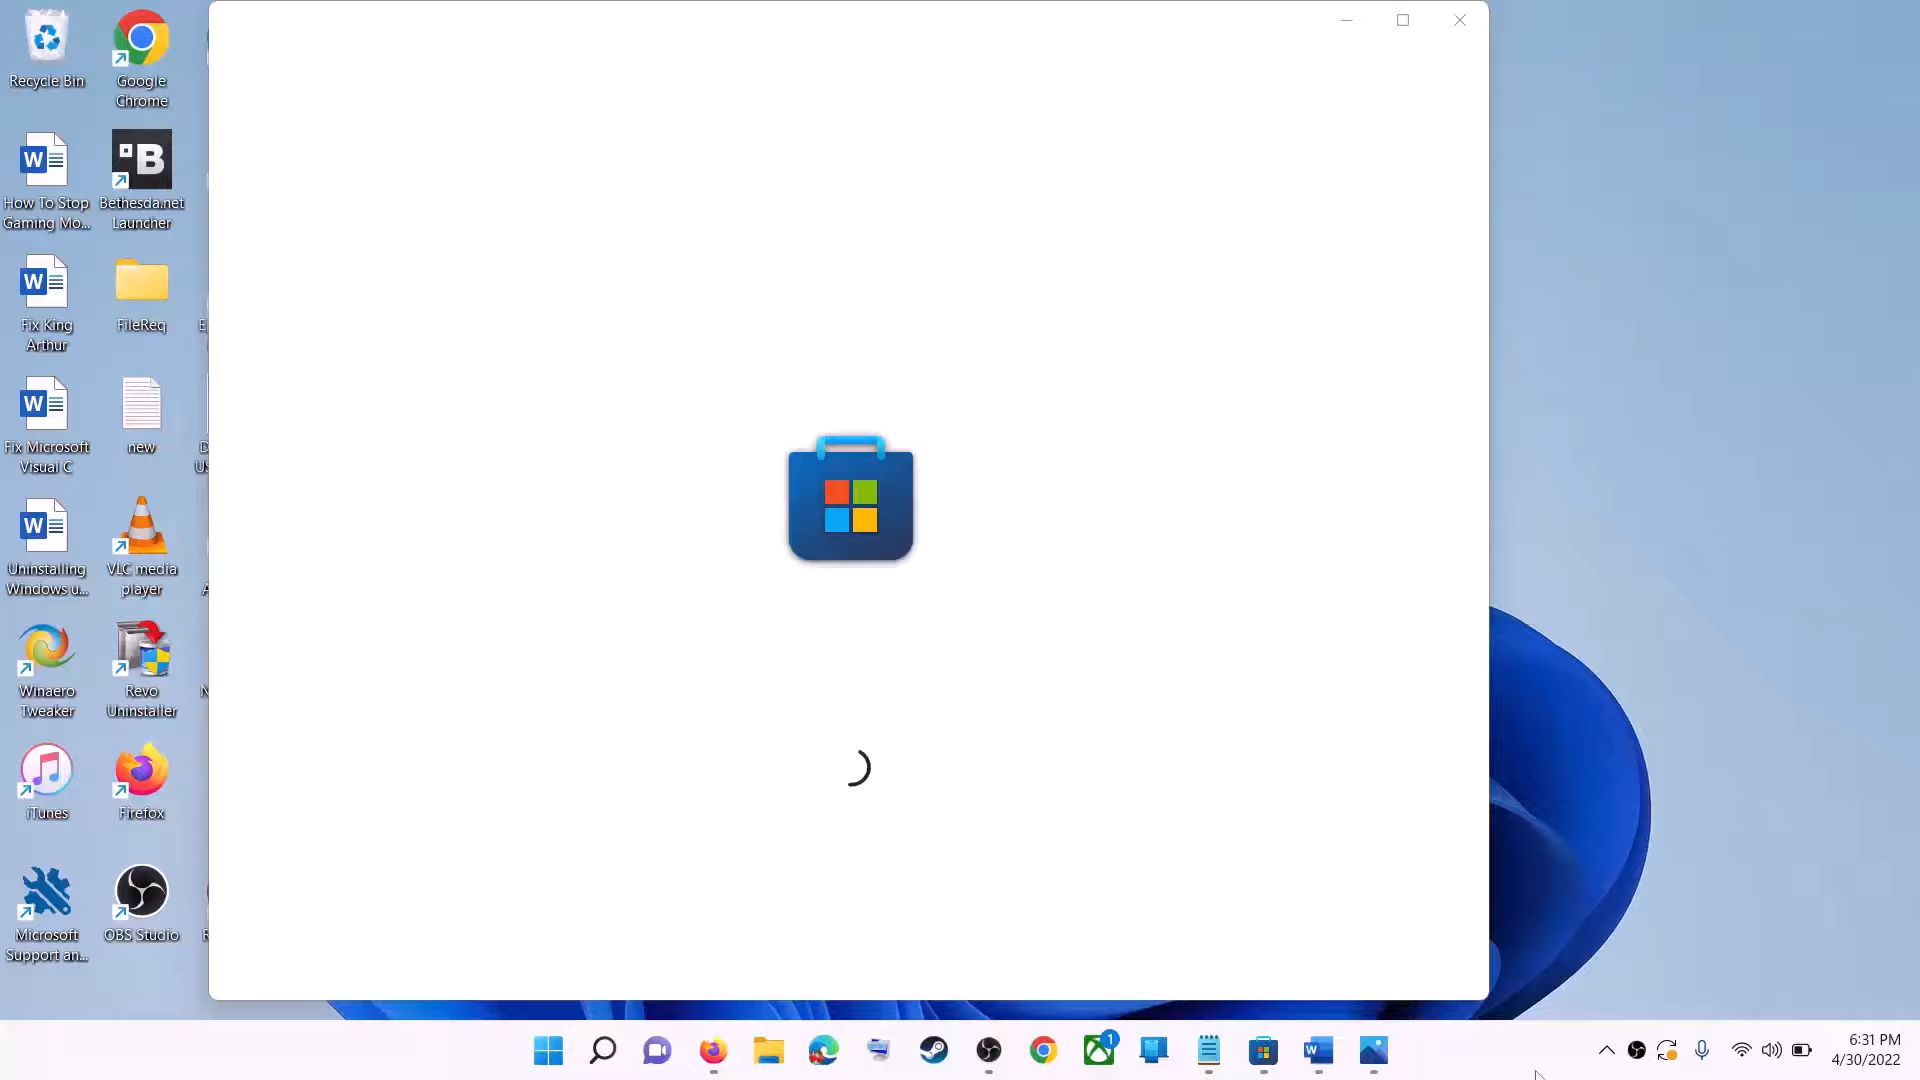 Recycle Bin
Google
Chrome
How To Stop
Gaming Mo...
Bethesda.net
Launcher
Fix King
Arthur
FileReq
Fix Microsoft
Visual C
new
Uninstalling
Windows u...
VLC media
player
Winaero
Tweaker
Revo
Uninstaller
iTunes
Firefox
Microsoft
Support an...
OBS Studio
1
6:31 PM
4/30/2022